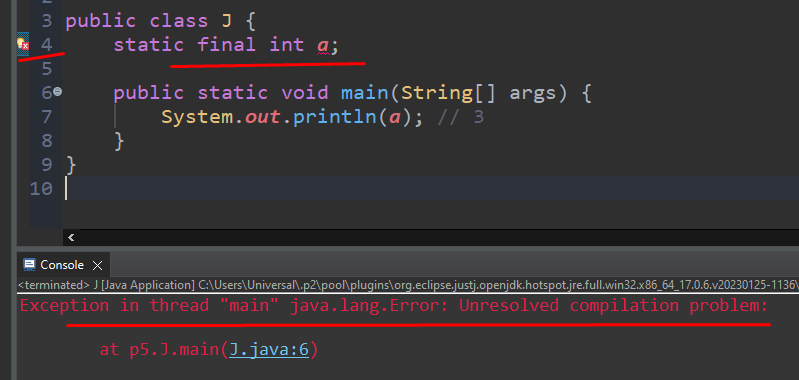 2
3 public class J {
4 static final int a;
5
6 public static void main(String[] args) {
7 System.out.println(a); // 3
8 }
9 }
10
Console
<terminated> J [Java Application] C:\Users\Universal\.p2\pool\plugins\org.eclipse.justj.openjdk.hotspot.jre.full.win32.x86_64_17.0.6.v20230125-1136\
Exception in thread "main" java.lang.Error: Unresolved compilation problem:
at p5.J.main(J.java:6)